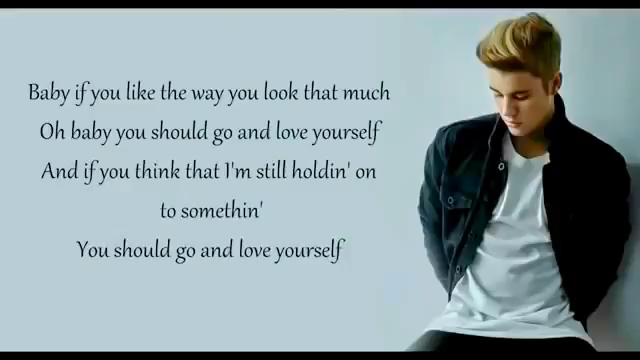 Baby if you like the way you look that much
Oh baby you should go and love yourself
And if you think that I'm still holdin' on
to somethin'
You should go and love yourself